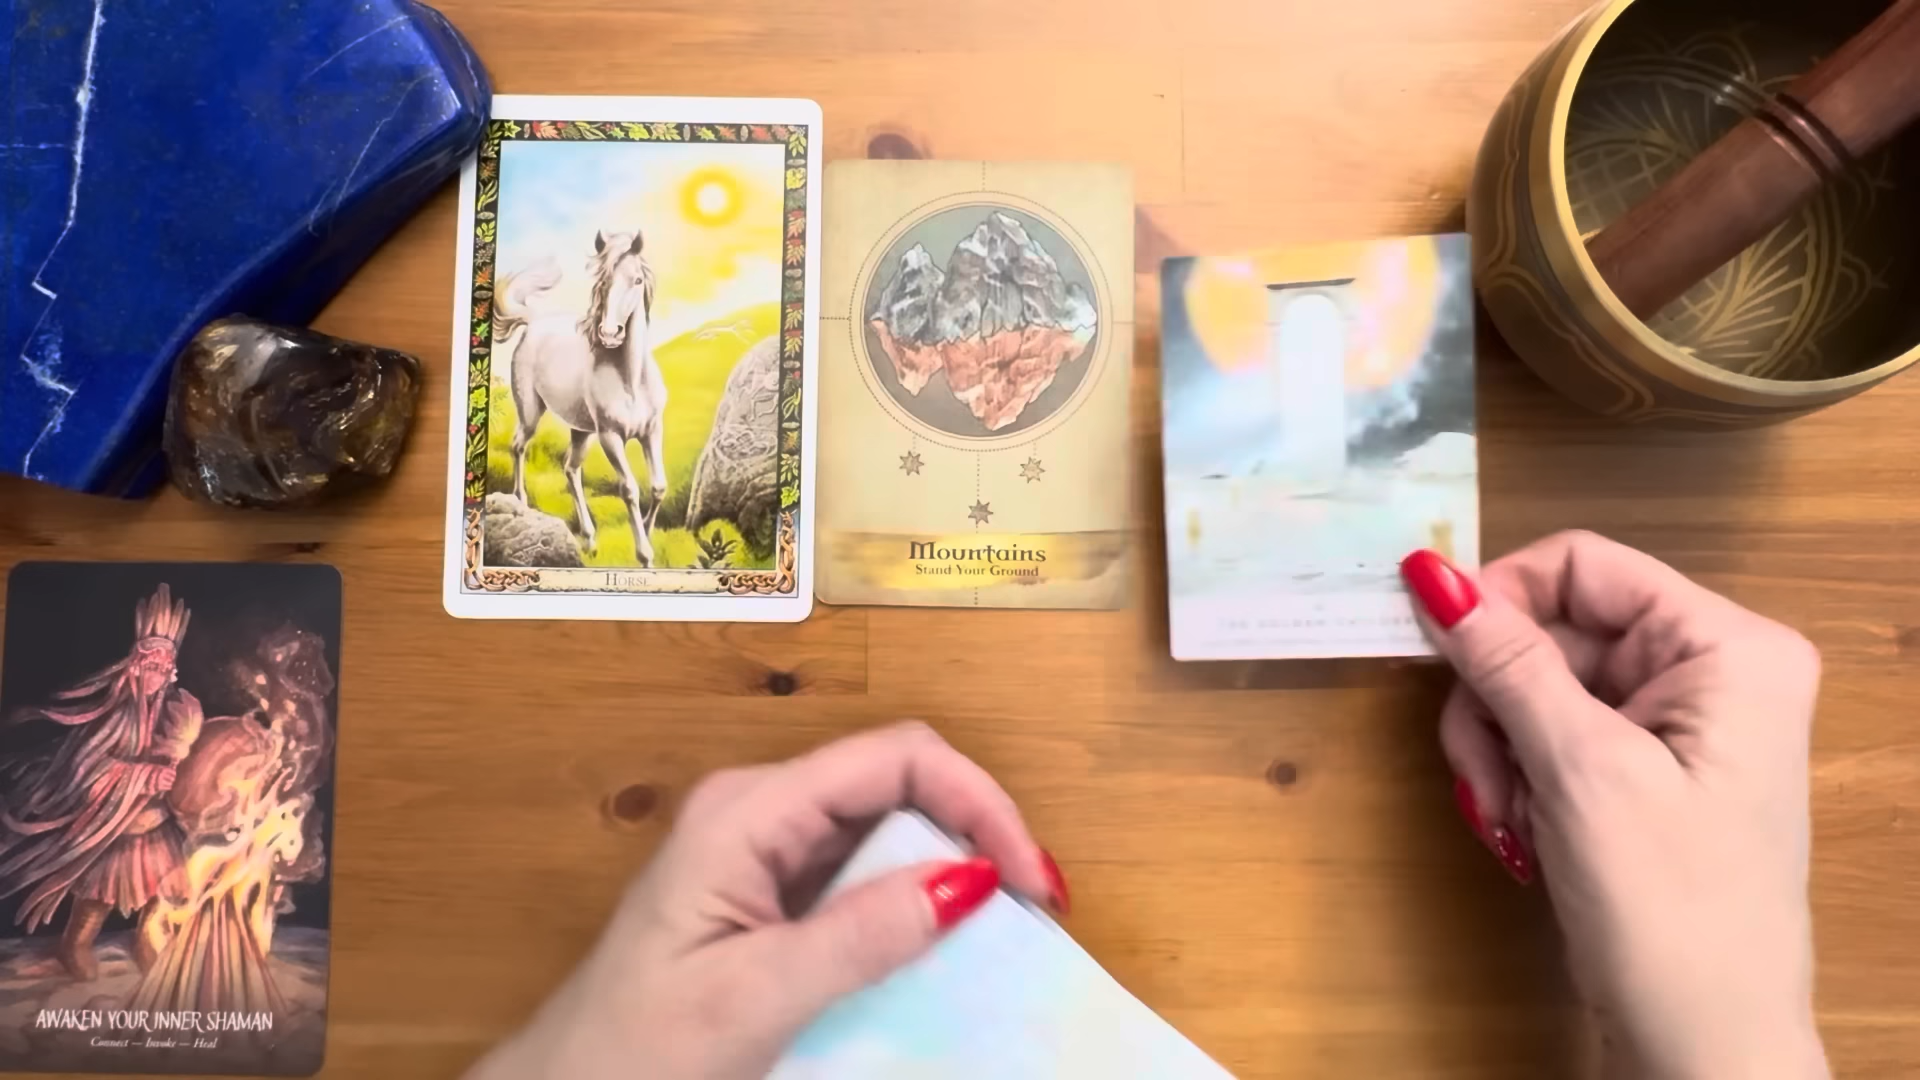 Horse
Mountains
Stand Your Ground
AWAKEN YOUR INNER SHAMAN
Connect — Invoke — Heal